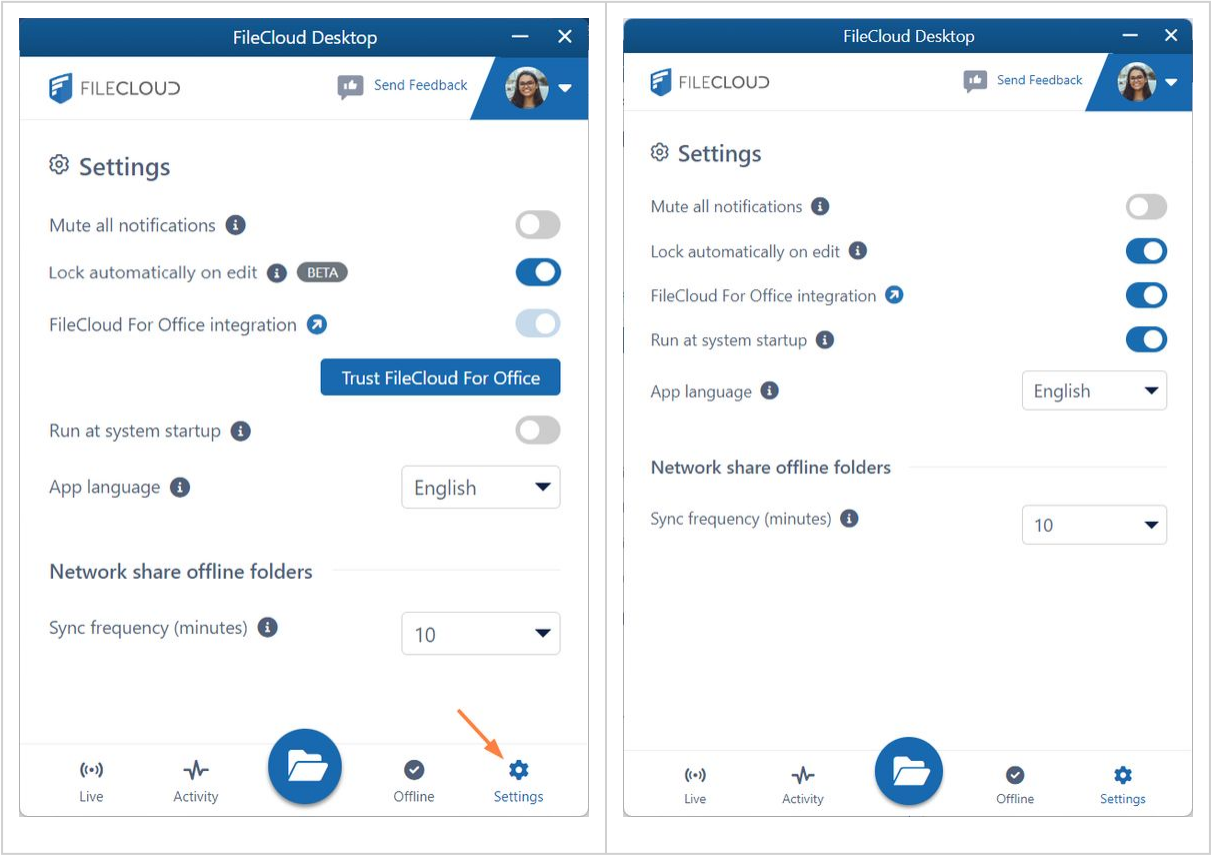 FileCloud Desktop
FILECLOUD
Send Feedback
Settings
Mute all notifications
Lock automatically on edit BETA
FileCloud For Office integration
Trust FileCloud For Office
Run at system startup
App language
English
Network share offline folders
Sync frequency (minutes)
10
Live
Activity
Offline
Settings
FileCloud Desktop
FILECLOUD
Send Feedback
Settings
Mute all notifications
Lock automatically on edit
FileCloud For Office integration
Run at system startup
App language
English
Network share offline folders
Sync frequency (minutes)
10
Live
Activity
Offline
Settings